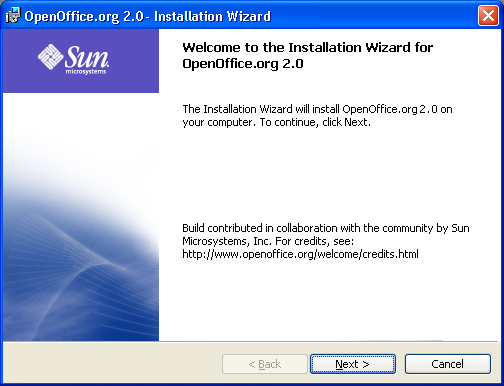 OpenOffice.org 2.0 - Installation Wizard
Sun
microsystems
Welcome to the Installation Wizard for
OpenOffice.org 2.0
The Installation Wizard will install OpenOffice.org 2.0 on
your computer. To continue, click Next.
Build contributed in collaboration with the community by Sun
Microsystems, Inc. For credits, see:
http://www.openoffice.org/welcome/credits.html
< Back Next > Cancel